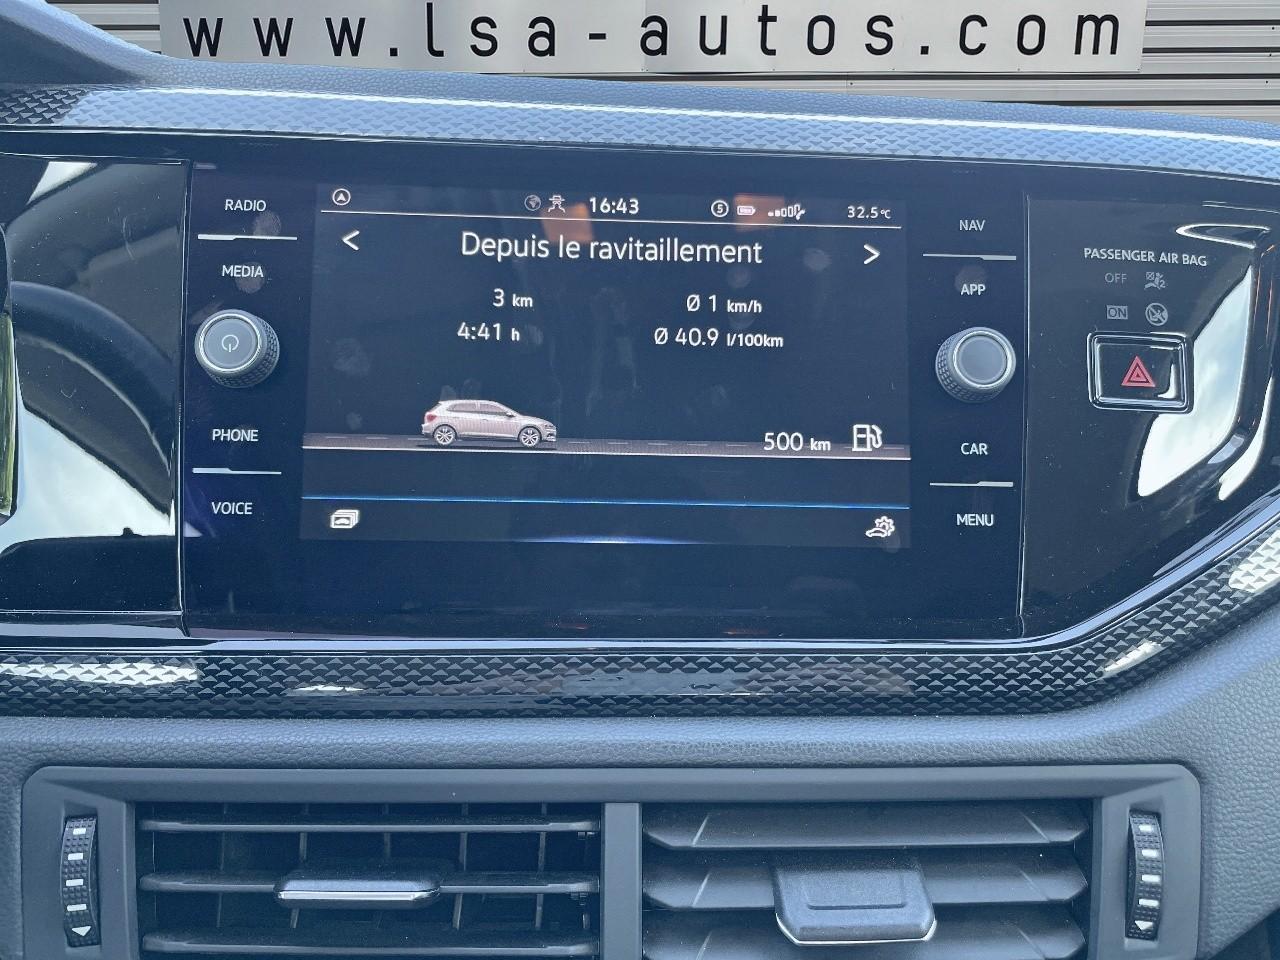 www.lsa-autos.com
RADIO
MEDIA
PHONE
VOICE
16:43
5
32.5°C
< Depuis le ravitaillement >
3 km Ø 1 km/h
4:41 h Ø 40.9 l/100km
500 km
NAV
APP
CAR
MENU
PASSENGER AIR BAG
OFF
ON